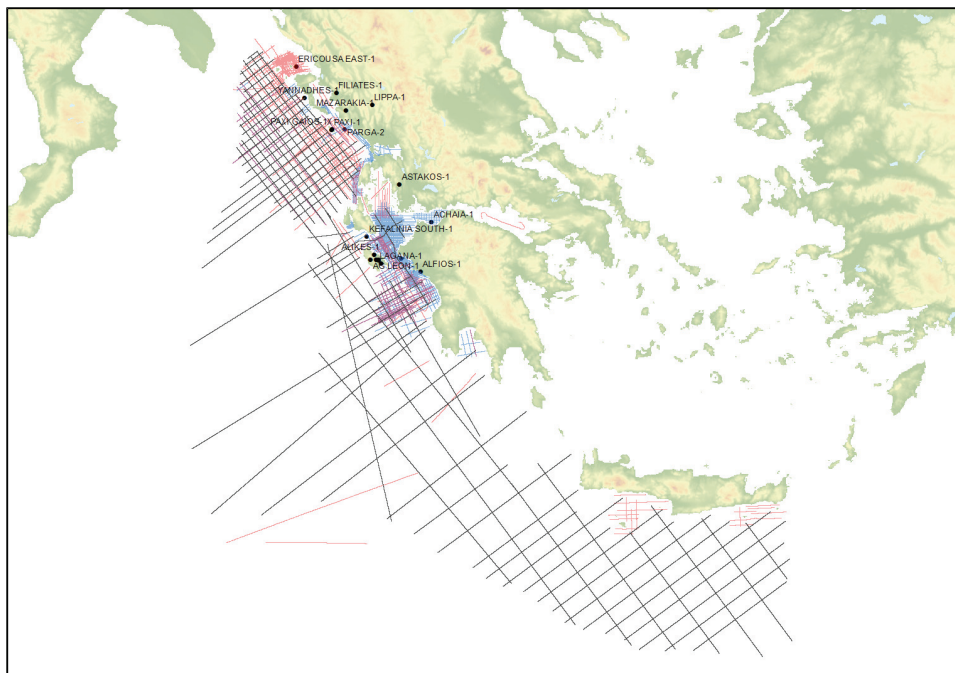 ERICOUSA EAST-1
FILIATES-1
YANNADHES-1
LIPPA-1
MAZARAKIA-1
PAXI GAIOS-1X PAXI-1
PARGA-2
ASTAKOS-1
ACHAIA-1
KEFALINIA SOUTH-1
ALIKES-1
LAGANA-1
AG LEON-1
ALFIOS-1